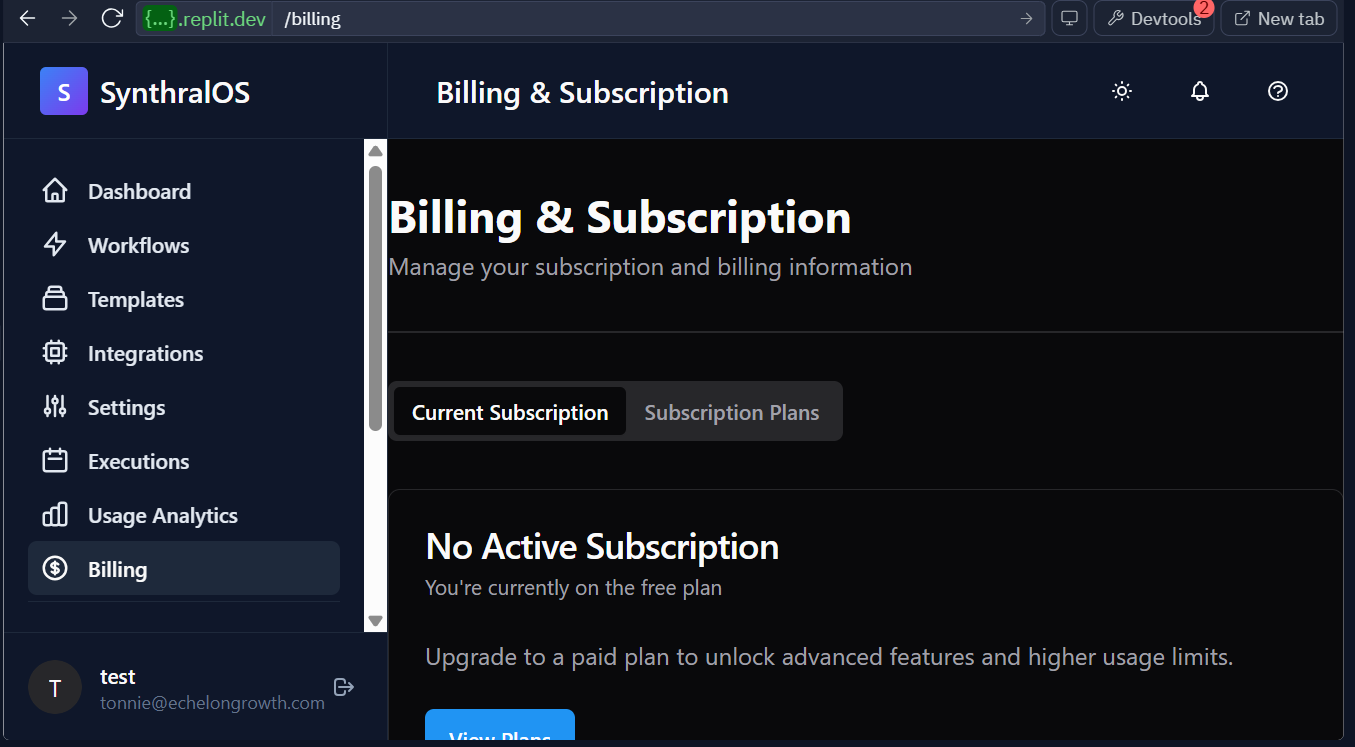 {...}.replit.dev /billing
Devtools 2
New tab
S SynthralOS
Billing & Subscription
Dashboard
Workflows
Templates
Integrations
Settings
Executions
Usage Analytics
Billing
T
test
tonnie@echelongrowth.com
Billing & Subscription
Manage your subscription and billing information
Current Subscription Subscription Plans
No Active Subscription
You're currently on the free plan
Upgrade to a paid plan to unlock advanced features and higher usage limits.
View Plans